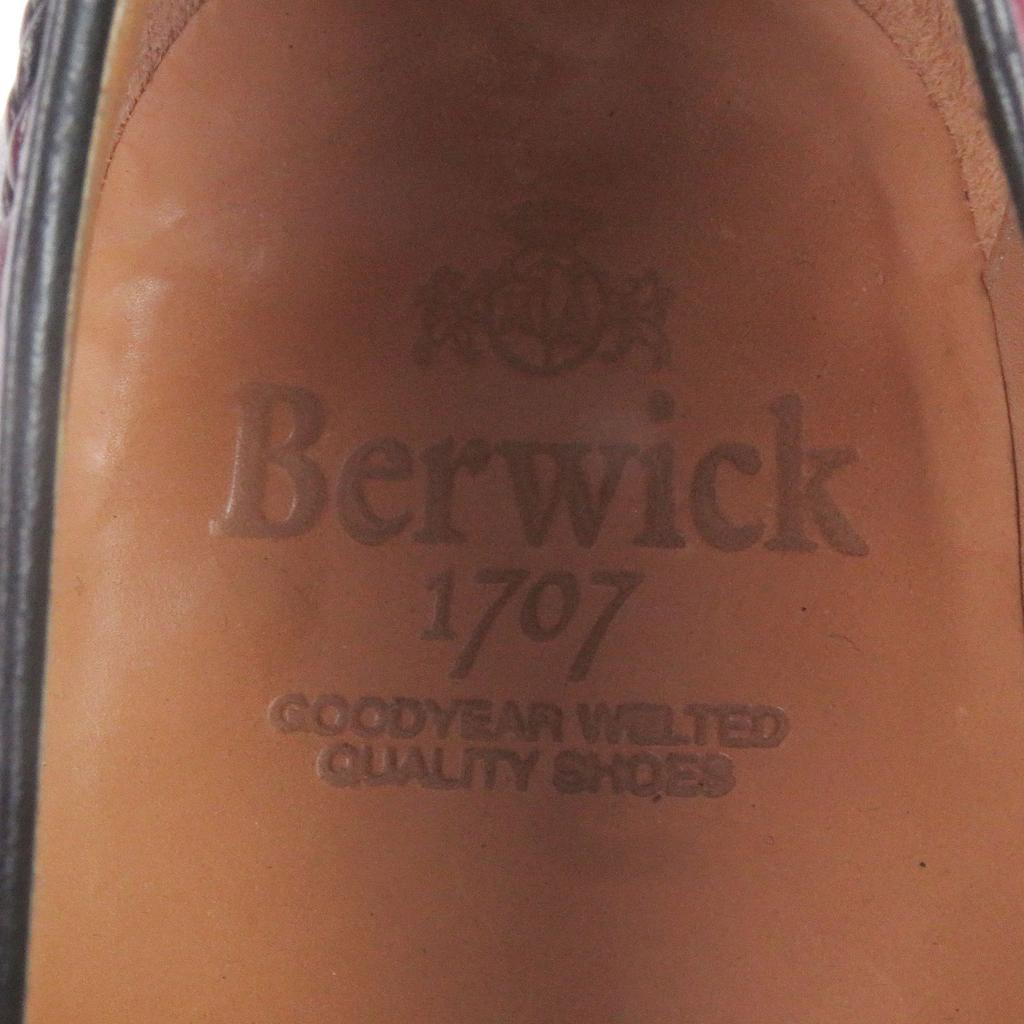 Berwick
1707
GOODYEAR WELTED
QUALITY SHOES